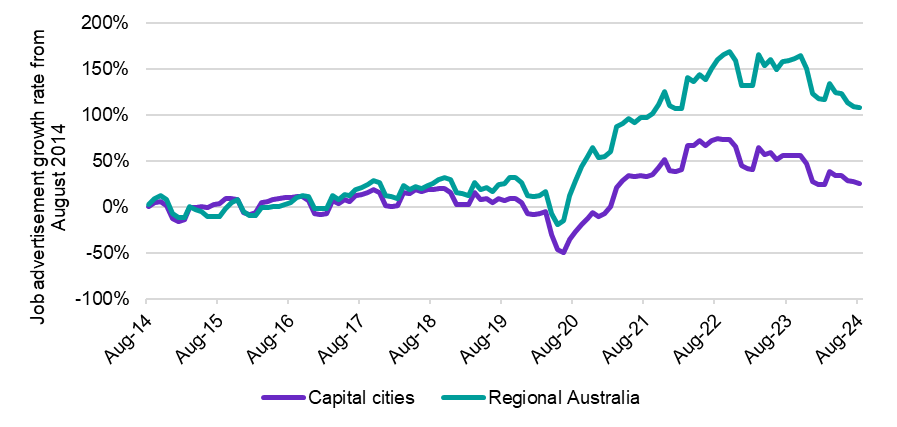 Job advertisement growth rate from
August 2014
200%
150%
100%
50%
0%
-50%
-100%
Aug-14
Aug-15
Aug-16
Aug-17
Aug-18
Aug-19
Aug-20
Aug-21
Aug-22
Aug-23
Aug-24
Capital cities
Regional Australia